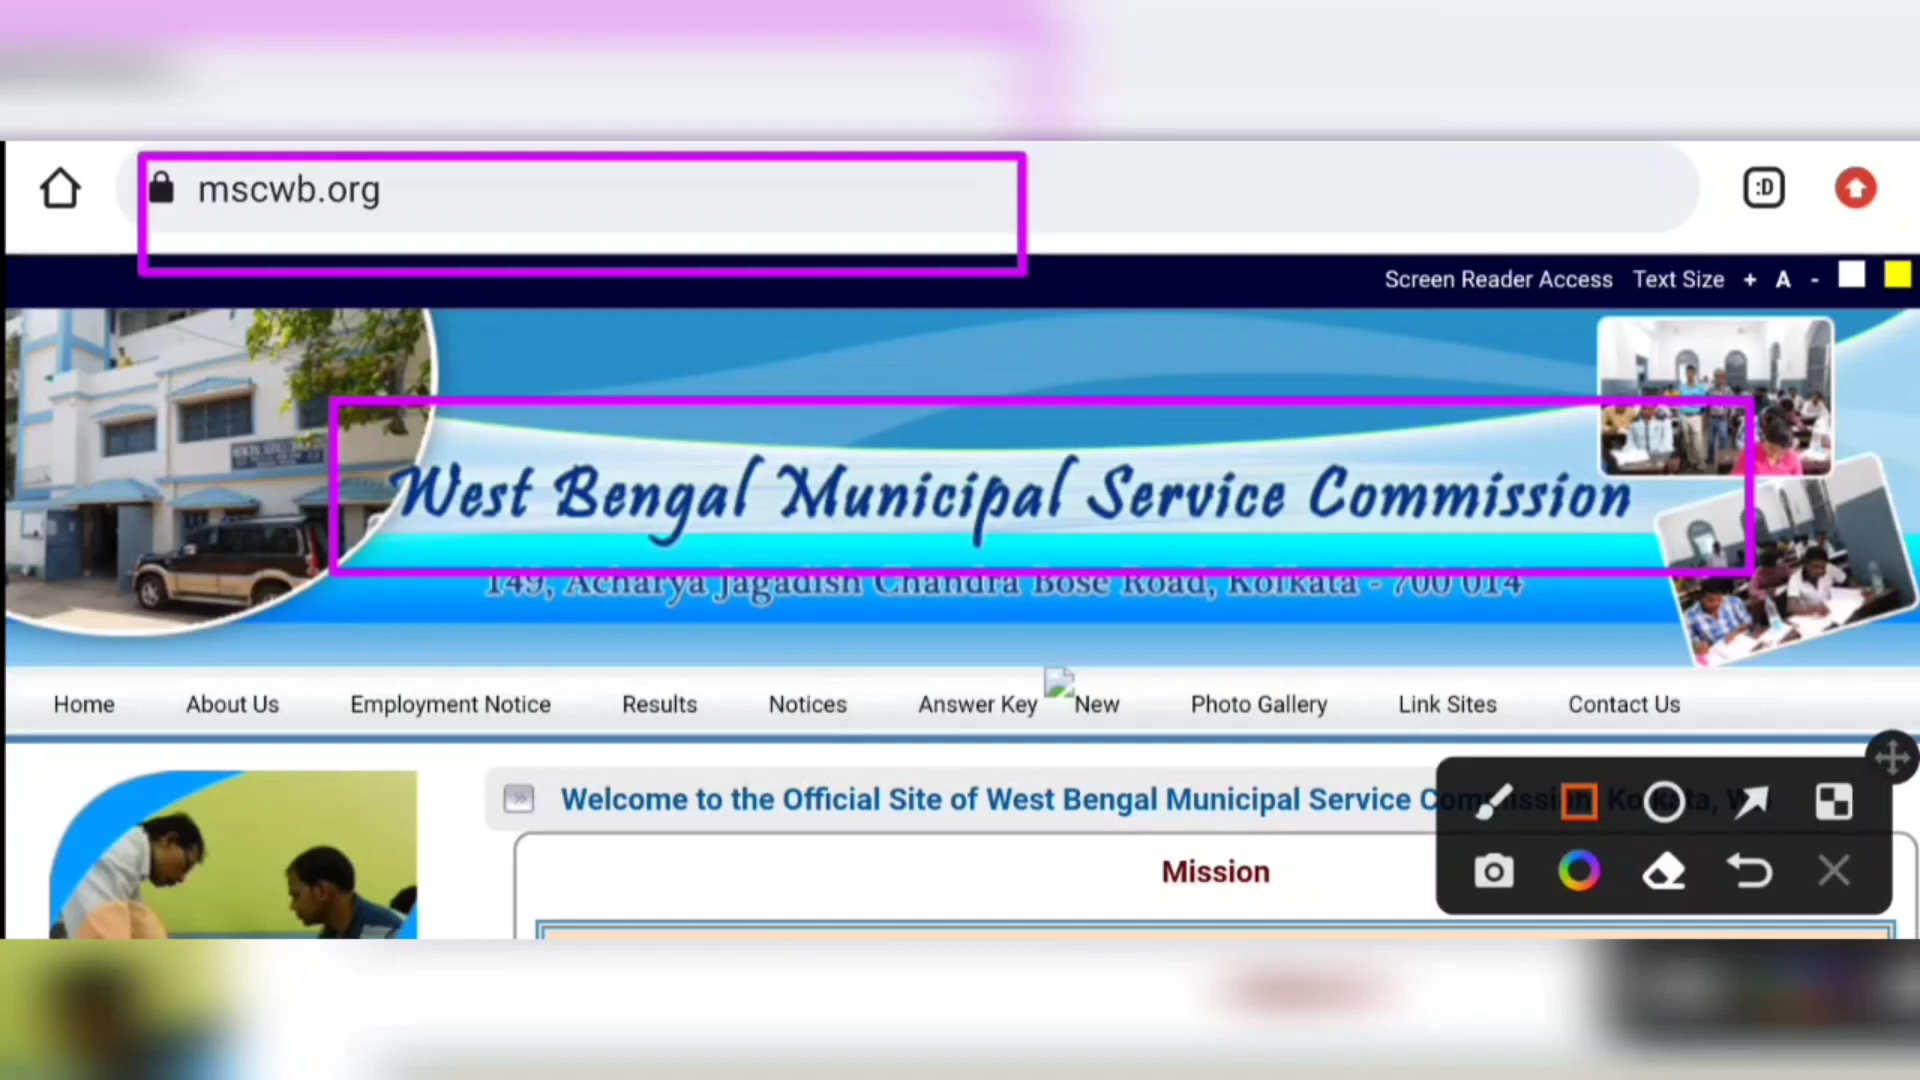 mscwb.org
:D
Screen Reader Access Text Size + A -
West Bengal Municipal Service Commission
149, Acharya Jagadish Chandra Bose Road, Kolkata - 700 014
Home About Us Employment Notice Results Notices Answer Key New Photo Gallery Link Sites Contact Us
Welcome to the Official Site of West Bengal Municipal Service Commission Kolkata,
Mission